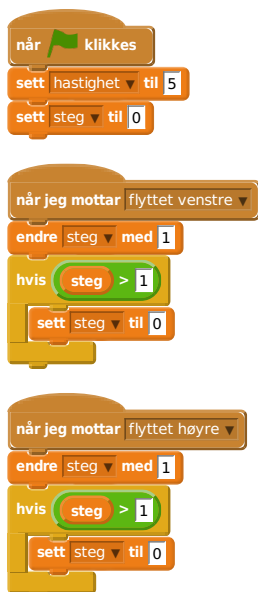 når klikkes
sett hastighet til 5
sett steg til 0
når jeg mottar flyttet venstre
endre steg med 1
hvis steg > 1
sett steg til 0
når jeg mottar flyttet høyre
endre steg med 1
hvis steg > 1
sett steg til 0